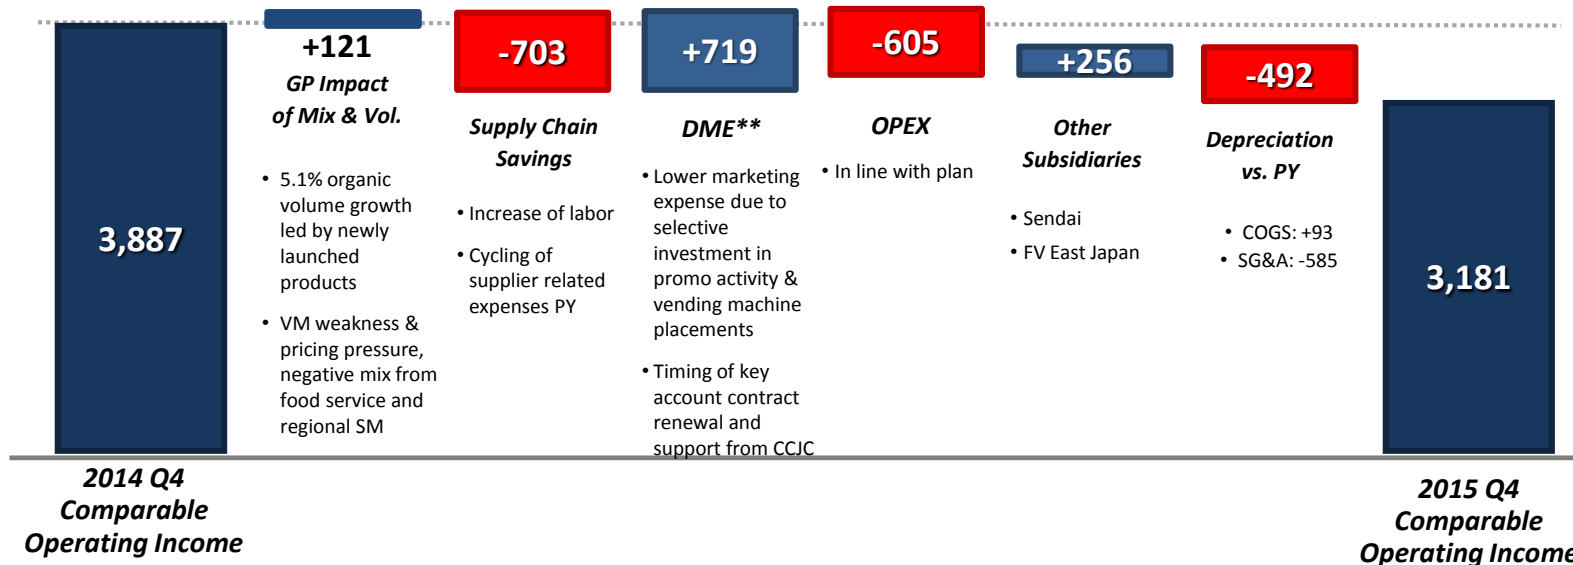 3,887
2014 Q4
Comparable
Operating Income
+121
GP Impact
of Mix & Vol.
• 5.1% organic
volume growth
led by newly
launched
products
• VM weakness &
pricing pressure,
negative mix from
food service and
regional SM
-703
Supply Chain
Savings
• Increase of labor
• Cycling of
supplier related
expenses PY
+719
DME**
• Lower marketing
expense due to
selective
investment in
promo activity &
vending machine
placements
• Timing of key
account contract
renewal and
support from CCJC
-605
OPEX
• In line with plan
+256
Other
Subsidiaries
• Sendai
• FV East Japan
-492
Depreciation
vs. PY
• COGS: +93
• SG&A: -585
3,181
2015 Q4
Comparable
Operating Income